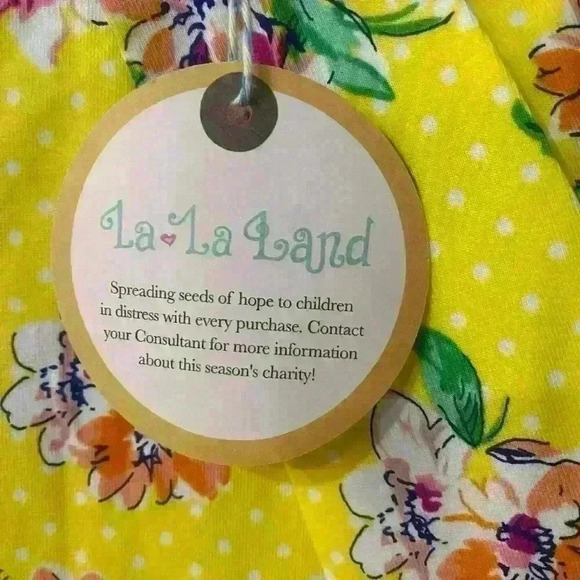 La La Land
Spreading seeds of hope to children
in distress with every purchase. Contact
your Consultant for more information
about this season's charity!